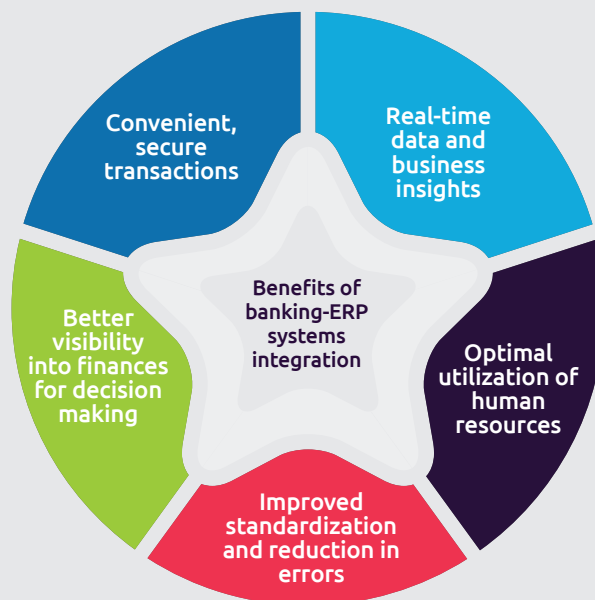 Convenient,
secure
transactions
Real-time
data and
business
insights
Benefits of
banking-ERP
systems
integration
Better
visibility
into finances
for decision
making
Optimal
utilization of
human
resources
Improved
standardization
and reduction in
errors